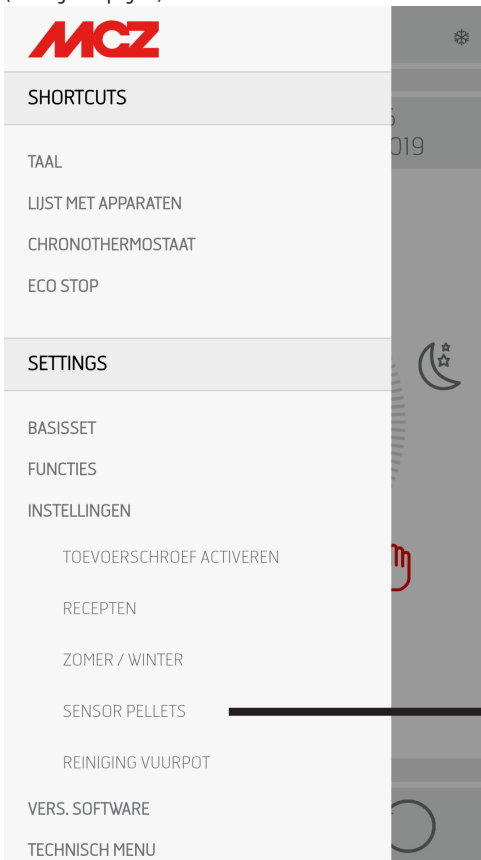 MCZ
SHORTCUTS
019
TAAL
LIJST MET APPARATEN
CHRONOTHERMOSTAAT
ECO STOP
SETTINGS
BASISSET
FUNCTIES
INSTELLINGEN
TOEVOERSCHROEF ACTIVEREN
RECEPTEN
ZOMER / WINTER
SENSOR PELLETS
REINIGING VUURPOT
VERS. SOFTWARE
TECHNISCH MENU